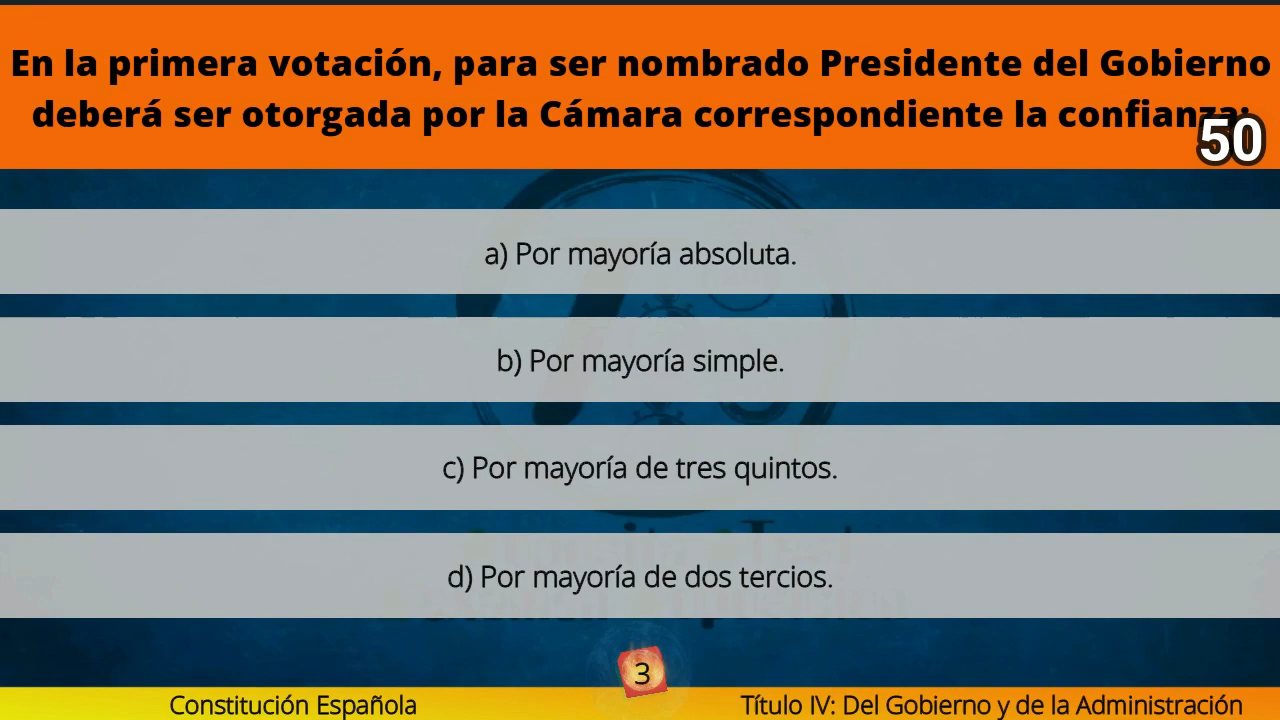 En la primera votación, para ser nombrado Presidente del Gobierno
deberá ser otorgada por la Cámara correspondiente la confianza:
50
a) Por mayoría absoluta.
b) Por mayoría simple.
c) Por mayoría de tres quintos.
d) Por mayoría de dos tercios.
3
Constitución Española
Título IV: Del Gobierno y de la Administración